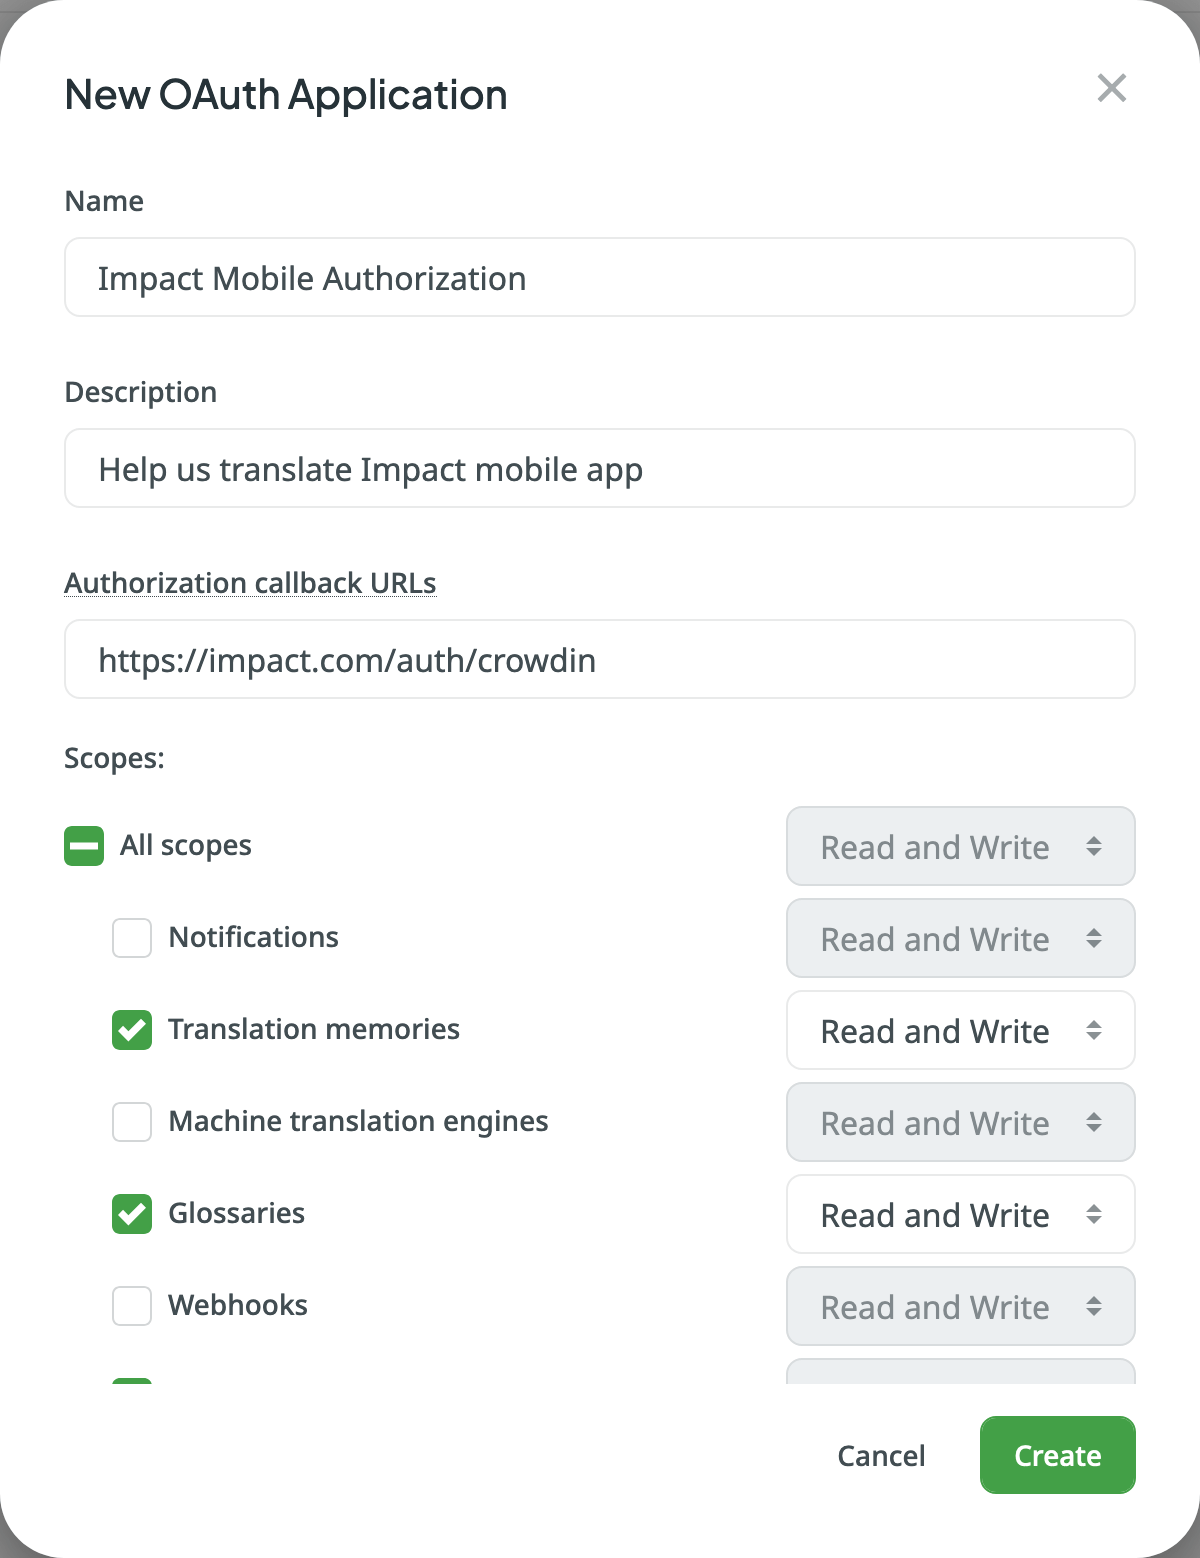 New OAuth Application
Name
Impact Mobile Authorization
Description
Help us translate Impact mobile app
Authorization callback URLs
https://impact.com/auth/crowdin
Scopes:
All scopes Read and Write
Notifications Read and Write
Translation memories Read and Write
Machine translation engines Read and Write
Glossaries Read and Write
Webhooks Read and Write
Cancel Create